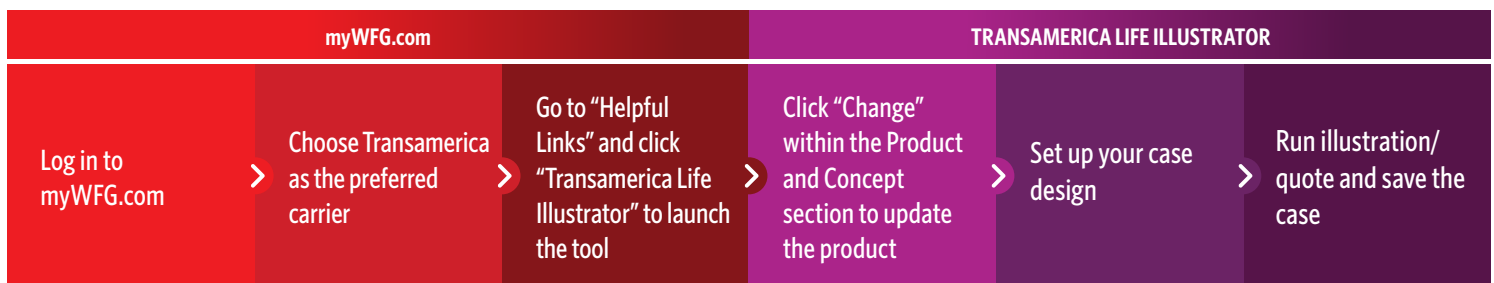 myWFG.com
TRANSAMERICA LIFE ILLUSTRATOR
Log in to
myWFG.com
Choose Transamerica
as the preferred
carrier
Go to “Helpful
Links” and click
“Transamerica Life
Illustrator” to launch
the tool
Click “Change”
within the Product
and Concept
section to update
the product
Set up your case
design
Run illustration/
quote and save the
case